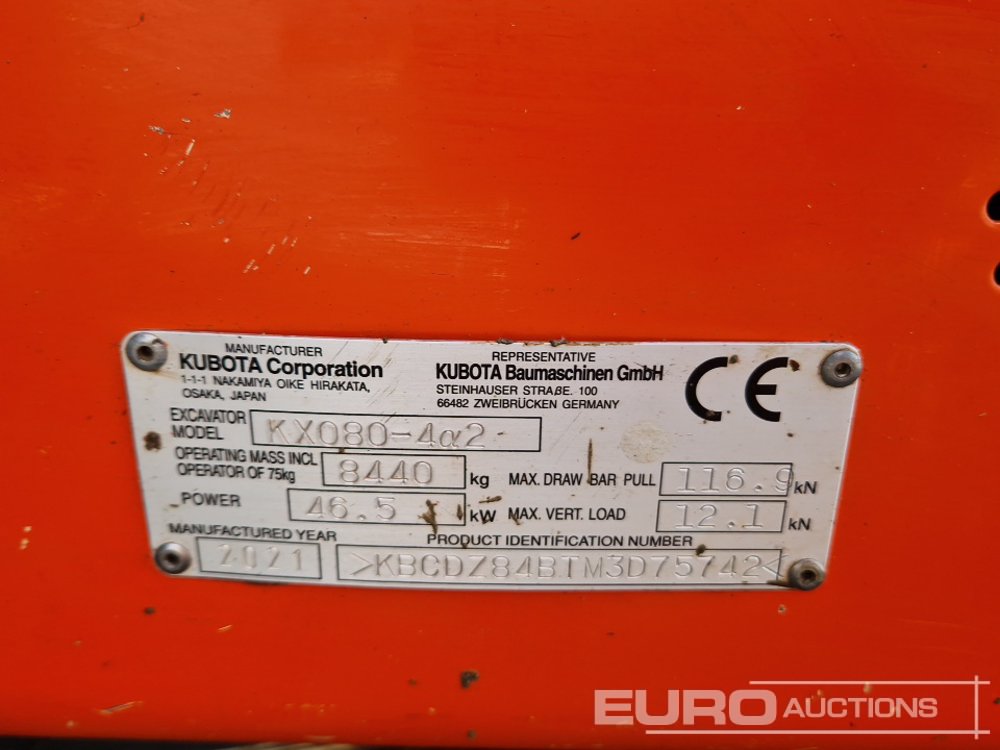 MANUFACTURER
KUBOTA Corporation
1-1-1 NAKAMIYA OIKE HIRAKATA,
OSAKA, JAPAN
REPRESENTATIVE
KUBOTA Baumaschinen GmbH
STEINHAUSER STRAßE. 100
66482 ZWEIBRÜCKEN GERMANY
CE
EXCAVATOR MODEL KX080-4α2
OPERATING MASS INCL
OPERATOR OF 75kg 8440 kg
MAX. DRAW BAR PULL 116.9 kN
POWER 46.5 kW
MAX. VERT. LOAD 12.1 kN
MANUFACTURED YEAR
2021
PRODUCT IDENTIFICATION NUMBER
>KBCDZ84BTM3D75742<
EURO AUCTIONS